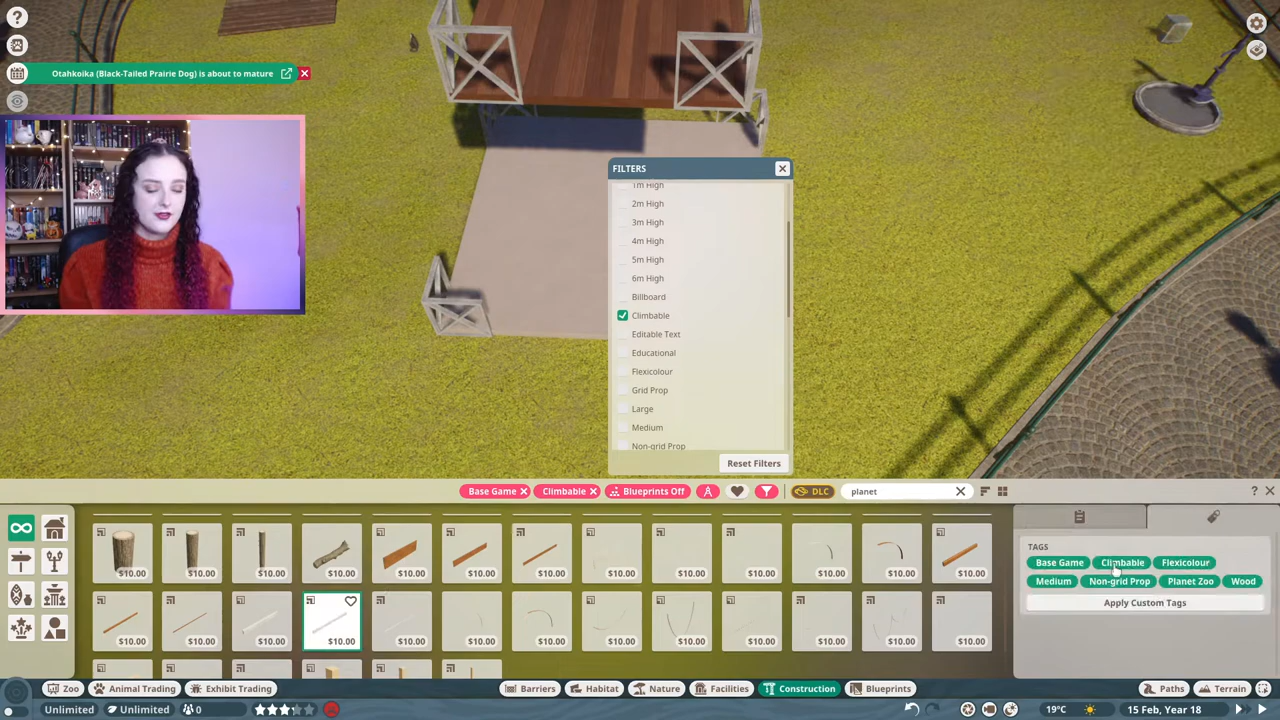 Otahkoika (Black-Tailed Prairie Dog) is about to mature
FILTERS
1m High
2m High
3m High
4m High
5m High
6m High
Billboard
Climbable
Editable Text
Educational
Flexicolour
Grid Prop
Large
Medium
Non-grid Prop
Reset Filters
Base Game Climbable Blueprints Off DLC planet
$10.00 $10.00 $10.00 $10.00 $10.00 $10.00 $10.00 $10.00 $10.00 $10.00 $10.00 $10.00 $10.00
$10.00 $10.00 $10.00 $10.00 $10.00 $10.00 $10.00 $10.00 $10.00 $10.00 $10.00 $10.00 $10.00
TAGS
Base Game Climbable Flexicolour
Medium Non-grid Prop Planet Zoo Wood
Apply Custom Tags
Zoo Animal Trading Exhibit Trading Barriers Habitat Nature Facilities Construction Blueprints Paths Terrain
Unlimited Unlimited 0 19°C 15 Feb, Year 18